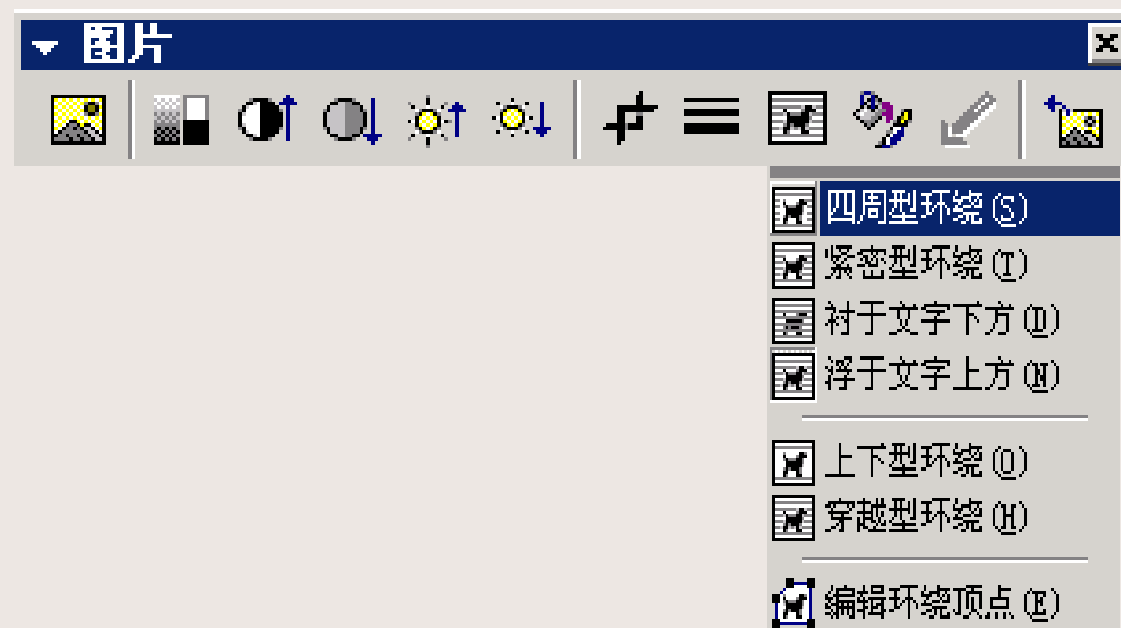 图片
四周型环绕(S)
紧密型环绕(T)
衬于文字下方(D)
浮于文字上方(N)
上下型环绕(O)
穿越型环绕(H)
编辑环绕顶点(E)